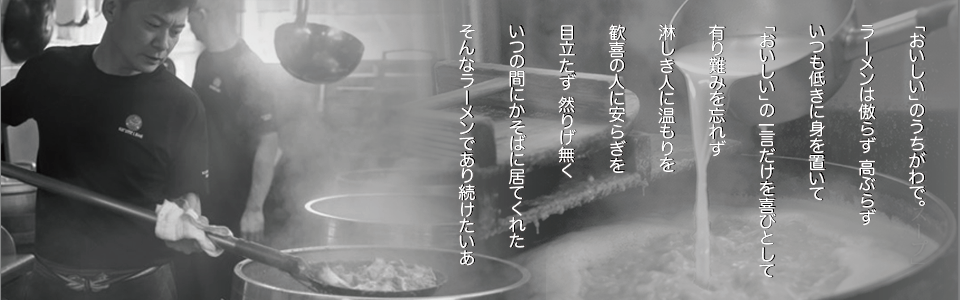 「おいしい」のうちがわで。
ラーメンは傲らず 高ぶらず
いつも低きに身を置いて
「おいしい」の一言だけを喜びとして
有り難みを忘れず
淋しき人に温もりを
歓喜の人に安らぎを
目立たず 然りげ無く
いつの間にかそばに居てくれた
そんなラーメンであり続けたいあ